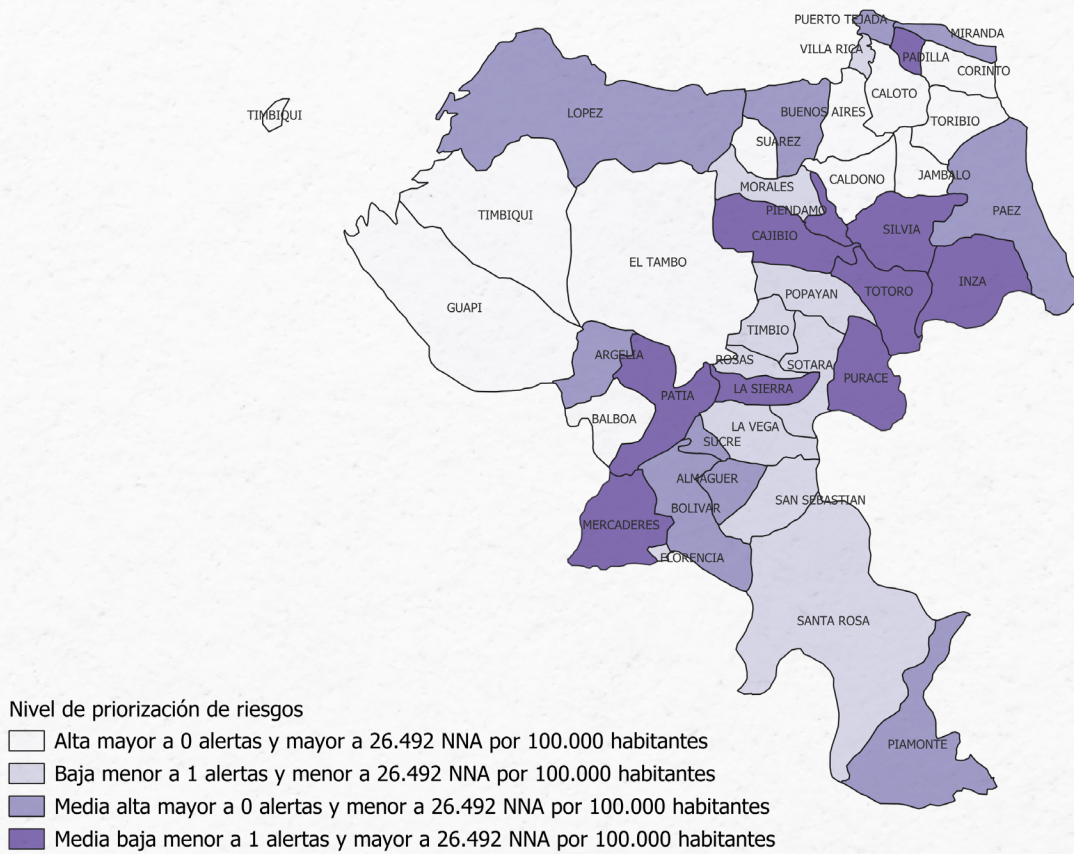 PUERTO TEJADA
MIRANDA
VILLA RICA
PADILLA
CORINTO
CALOTO
TIMBIQUI
LOPEZ
BUENOS AIRES
TORIBIO
SUAREZ
JAMBALO
CALDONO
MORALES
PIENDAMO
PAEZ
TIMBIQUI
SILVIA
CAJIBIO
EL TAMBO
INZA
TOTORO
POPAYAN
GUAPI
TIMBIO
ARGELIA
ROSAS
SOTARA
PURACE
LA SIERRA
PATIA
BALBOA
LA VEGA
SUCRE
ALMAGUER
SAN SEBASTIAN
BOLIVAR
MERCADERES
FLORENCIA
SANTA ROSA
PIAMONTE
Nivel de priorización de riesgos
Alta mayor a 0 alertas y mayor a 26.492 NNA por 100.000 habitantes
Baja menor a 1 alertas y menor a 26.492 NNA por 100.000 habitantes
Media alta mayor a 0 alertas y menor a 26.492 NNA por 100.000 habitantes
Media baja menor a 1 alertas y mayor a 26.492 NNA por 100.000 habitantes